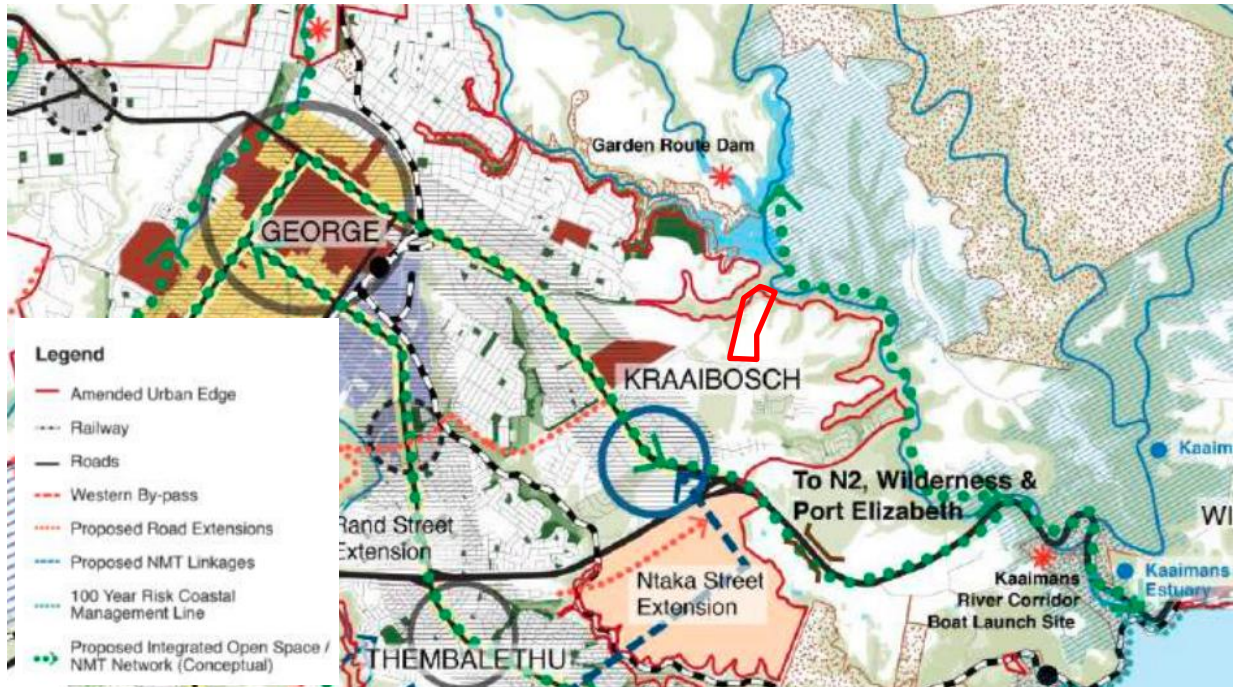 Garden Route Dam
GEORGE
KRAAIBOSCH
To N2, Wilderness &
Port Elizabeth
Kaaim
WI
Rand Street
Extension
Ntaka Street
Extension
Kaaimans
River Corridor
Boat Launch Site
Kaaimans
Estuary
THEMBALETHU
Legend
Amended Urban Edge
Railway
Roads
Western By-pass
Proposed Road Extensions
Proposed NMT Linkages
100 Year Risk Coastal
Management Line
Proposed Integrated Open Space /
NMT Network (Conceptual)